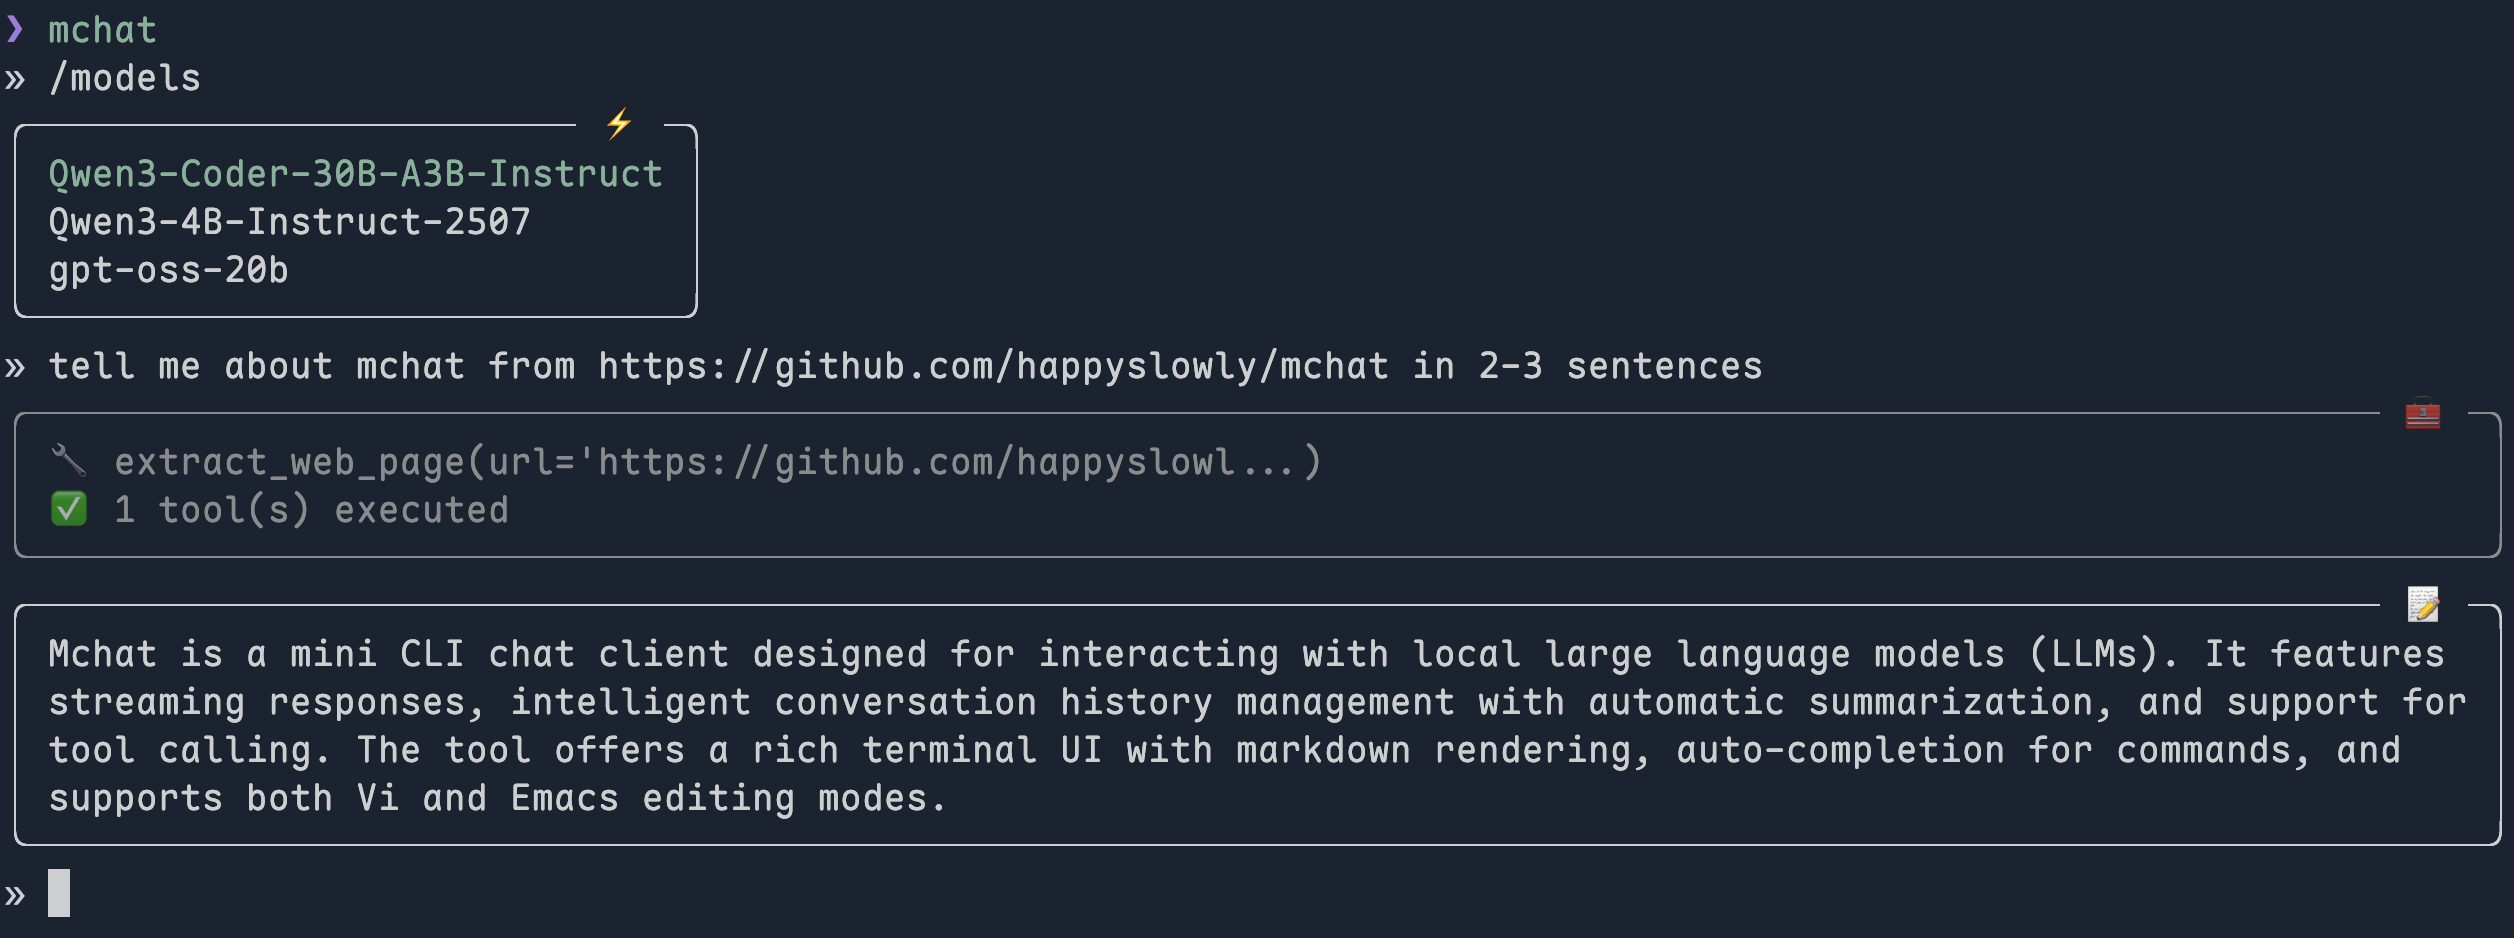 ❯ mchat
» /models
⚡
Qwen3-Coder-30B-A3B-Instruct
Qwen3-4B-Instruct-2507
gpt-oss-20b
» tell me about mchat from https://github.com/happyslowly/mchat in 2-3 sentences
🧰
🔧 extract_web_page(url='https://github.com/happyslowl...)
✅ 1 tool(s) executed
📝
Mchat is a mini CLI chat client designed for interacting with local large language models (LLMs). It features
streaming responses, intelligent conversation history management with automatic summarization, and support for
tool calling. The tool offers a rich terminal UI with markdown rendering, auto-completion for commands, and
supports both Vi and Emacs editing modes.
»